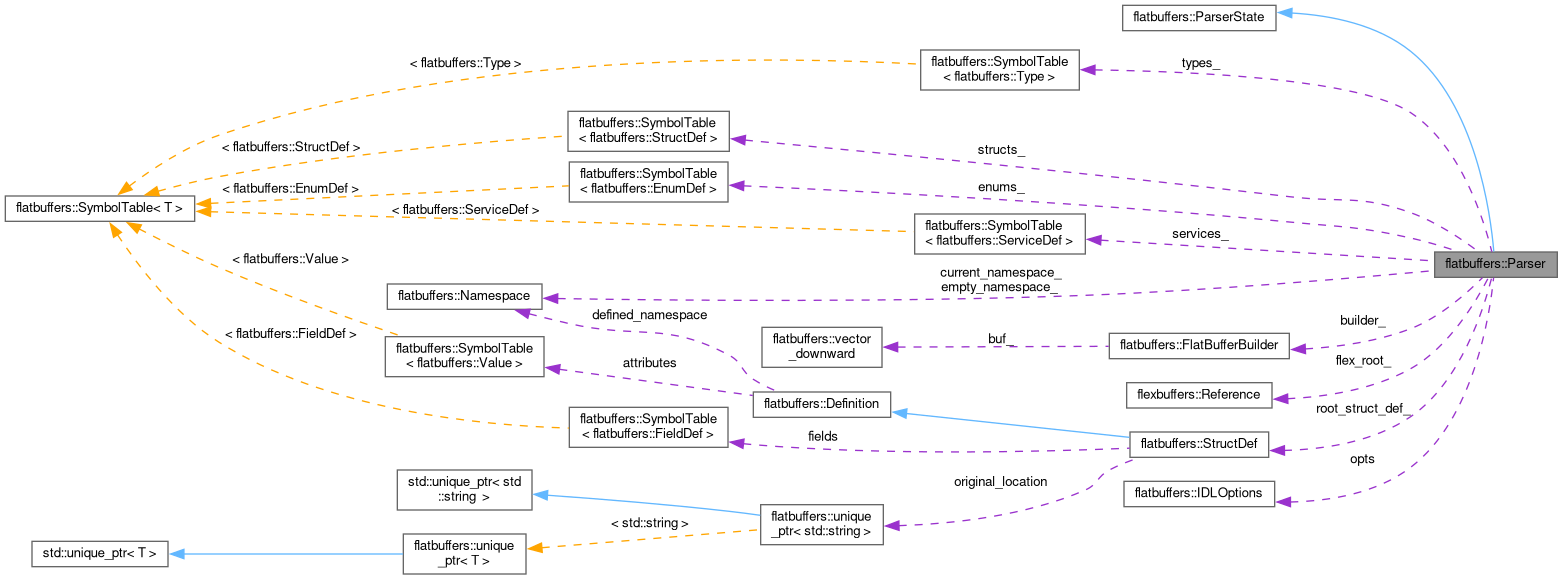 flatbuffers::ParserState
< flatbuffers::Type >
flatbuffers::SymbolTable
< flatbuffers::Type >
types_
flatbuffers::SymbolTable
< flatbuffers::StructDef >
< flatbuffers::StructDef >
structs_
flatbuffers::SymbolTable
< flatbuffers::EnumDef >
< flatbuffers::EnumDef >
enums_
flatbuffers::SymbolTable< T >
< flatbuffers::ServiceDef >
flatbuffers::SymbolTable
< flatbuffers::ServiceDef >
services_
flatbuffers::Parser
< flatbuffers::Value >
current_namespace_
empty_namespace_
flatbuffers::Namespace
defined_namespace
builder_
< flatbuffers::FieldDef >
flatbuffers::SymbolTable
< flatbuffers::Value >
flatbuffers::vector
_downward
buf_
flatbuffers::FlatBufferBuilder
attributes
flex_root_
flexbuffers::Reference
flatbuffers::Definition
root_struct_def_
flatbuffers::SymbolTable
< flatbuffers::FieldDef >
fields
flatbuffers::StructDef
opts
original_location
std::unique_ptr< std
::string >
flatbuffers::IDLOptions
< std::string >
flatbuffers::unique
_ptr< std::string >
std::unique_ptr< T >
flatbuffers::unique
_ptr< T >